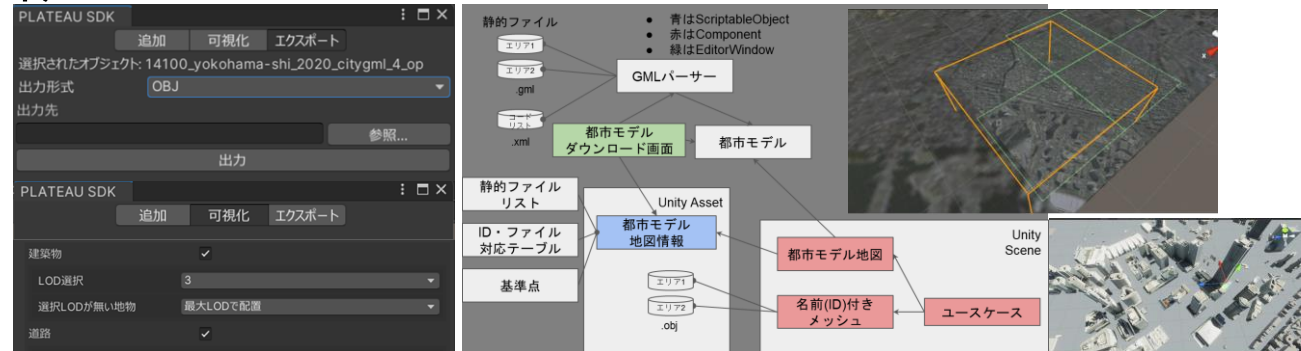 PLATEAU SDK
追加 可視化 エクスポート
選択されたオブジェクト: 14100_yokohama-shi_2020_citygml_4_op
出力形式 OBJ
出力先
参照...
出力
PLATEAU SDK
追加 可視化 エクスポート
建築物
LOD選択 3
選択LODが無い地物 最大LODで配置
道路
静的ファイル
エリア1
エリア2
.gml
コード
リスト
.xml
● 青はScriptableObject
● 赤はComponent
● 緑はEditorWindow
GMLパーサー
都市モデル
ダウンロード画面
都市モデル
静的ファイル
リスト
ID・ファイル
対応テーブル
基準点
Unity Asset
都市モデル
地図情報
エリア1
エリア2
.obj
Unity
Scene
都市モデル地図
名前(ID)付き
メッシュ
ユースケース